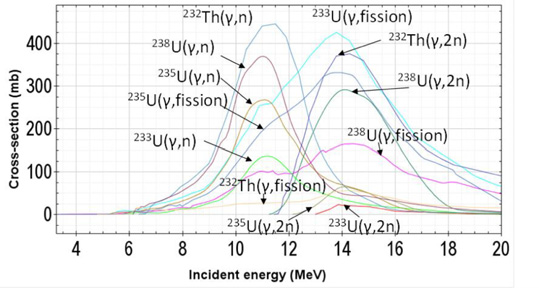 ²³²Th(γ,n)
²³³U(γ,fission)
²³⁸U(γ,n)
²³²Th(γ,2n)
²³⁵U(γ,n)
²³⁸U(γ,2n)
²³⁵U(γ,fission)
²³⁸U(γ,fission)
²³³U(γ,n)
²³²Th(γ,fission)
²³⁵U(γ,2n)
²³³U(γ,2n)
Cross-section (mb)
400
300
200
100
0
4 6 8 10 12 14 16 18 20
Incident energy (MeV)